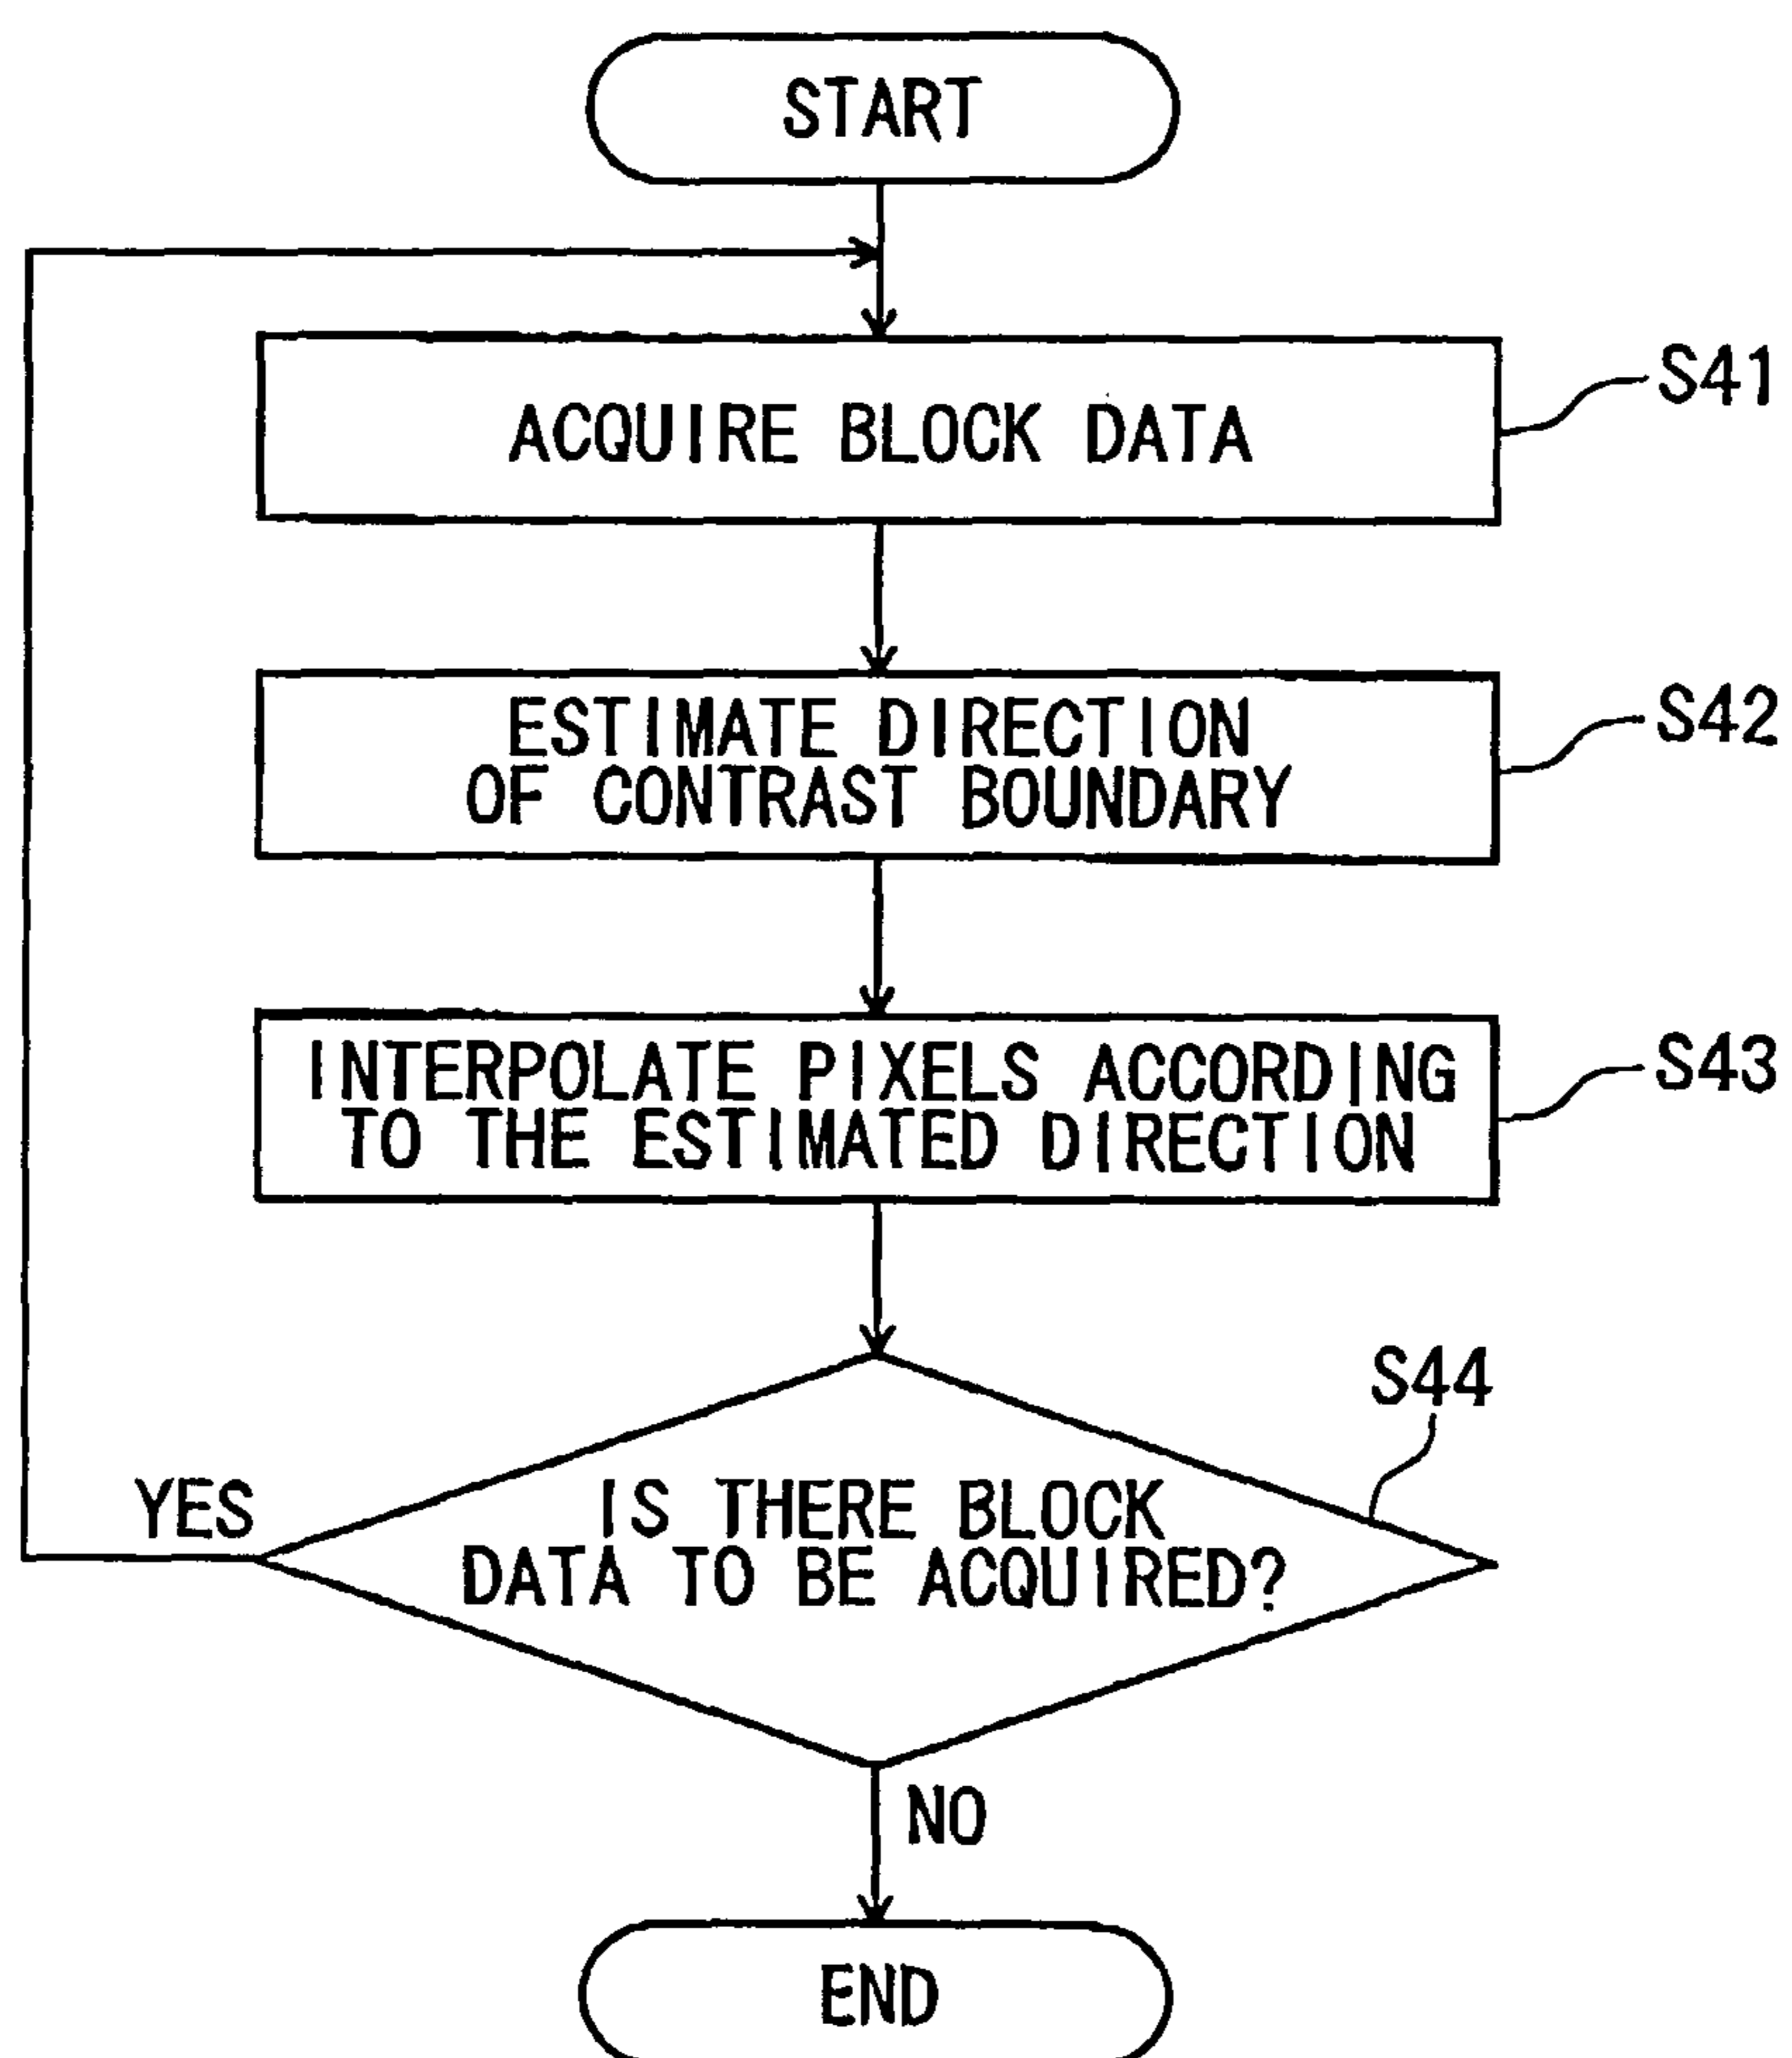 START
ACQUIRE BLOCK DATA
S41
ESTIMATE DIRECTION
OF CONTRAST BOUNDARY
S42
INTERPOLATE PIXELS ACCORDING
TO THE ESTIMATED DIRECTION
S43
S44
YES
IS THERE BLOCK
DATA TO BE ACQUIRED?
NO
END